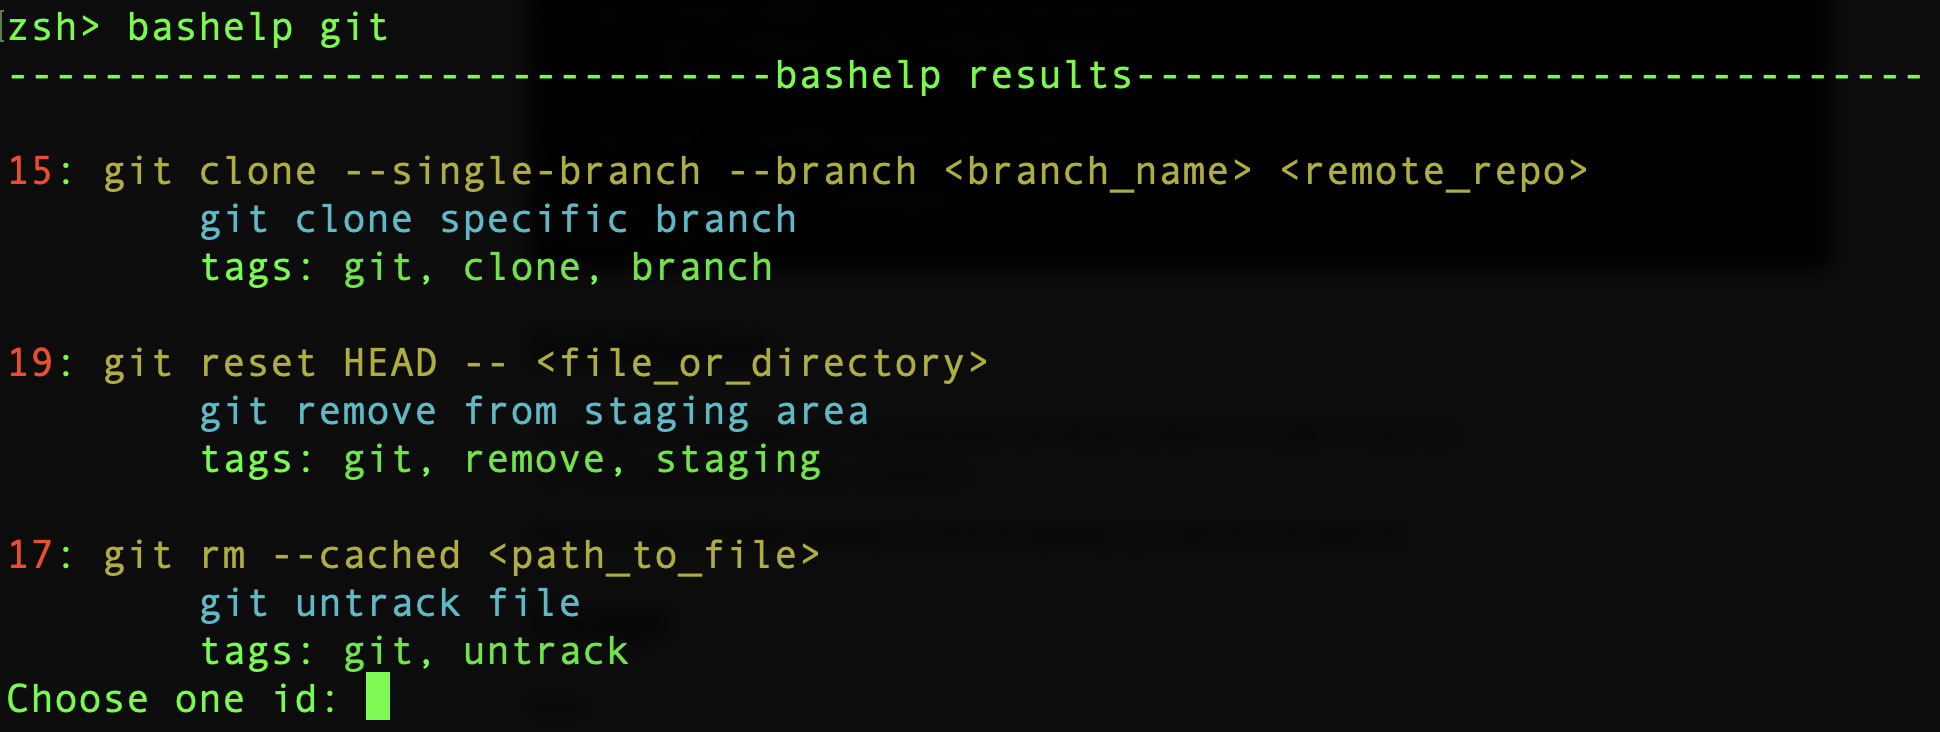 zsh> bashelp git
--------------------------------bashelp results---------------------------------
15: git clone --single-branch --branch <branch_name> <remote_repo>
git clone specific branch
tags: git, clone, branch
19: git reset HEAD -- <file_or_directory>
git remove from staging area
tags: git, remove, staging
17: git rm --cached <path_to_file>
git untrack file
tags: git, untrack
Choose one id: